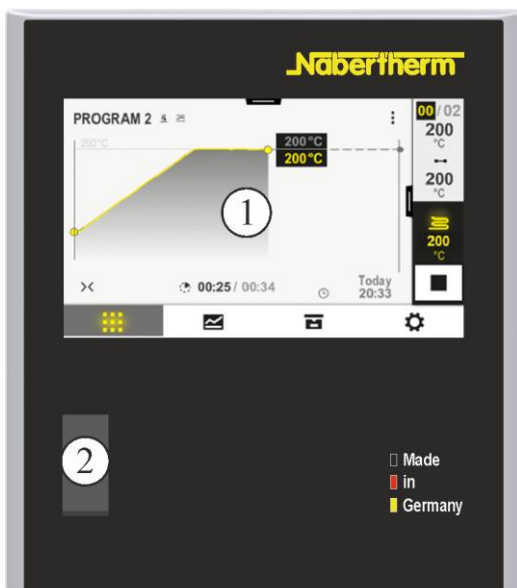 Nabertherm
PROGRAM 2
200°C
200°C
200°C
00/02
200
°C
200
°C
200
°C
1
00:25 / 00:34
Today
20:33
2
Made
in
Germany